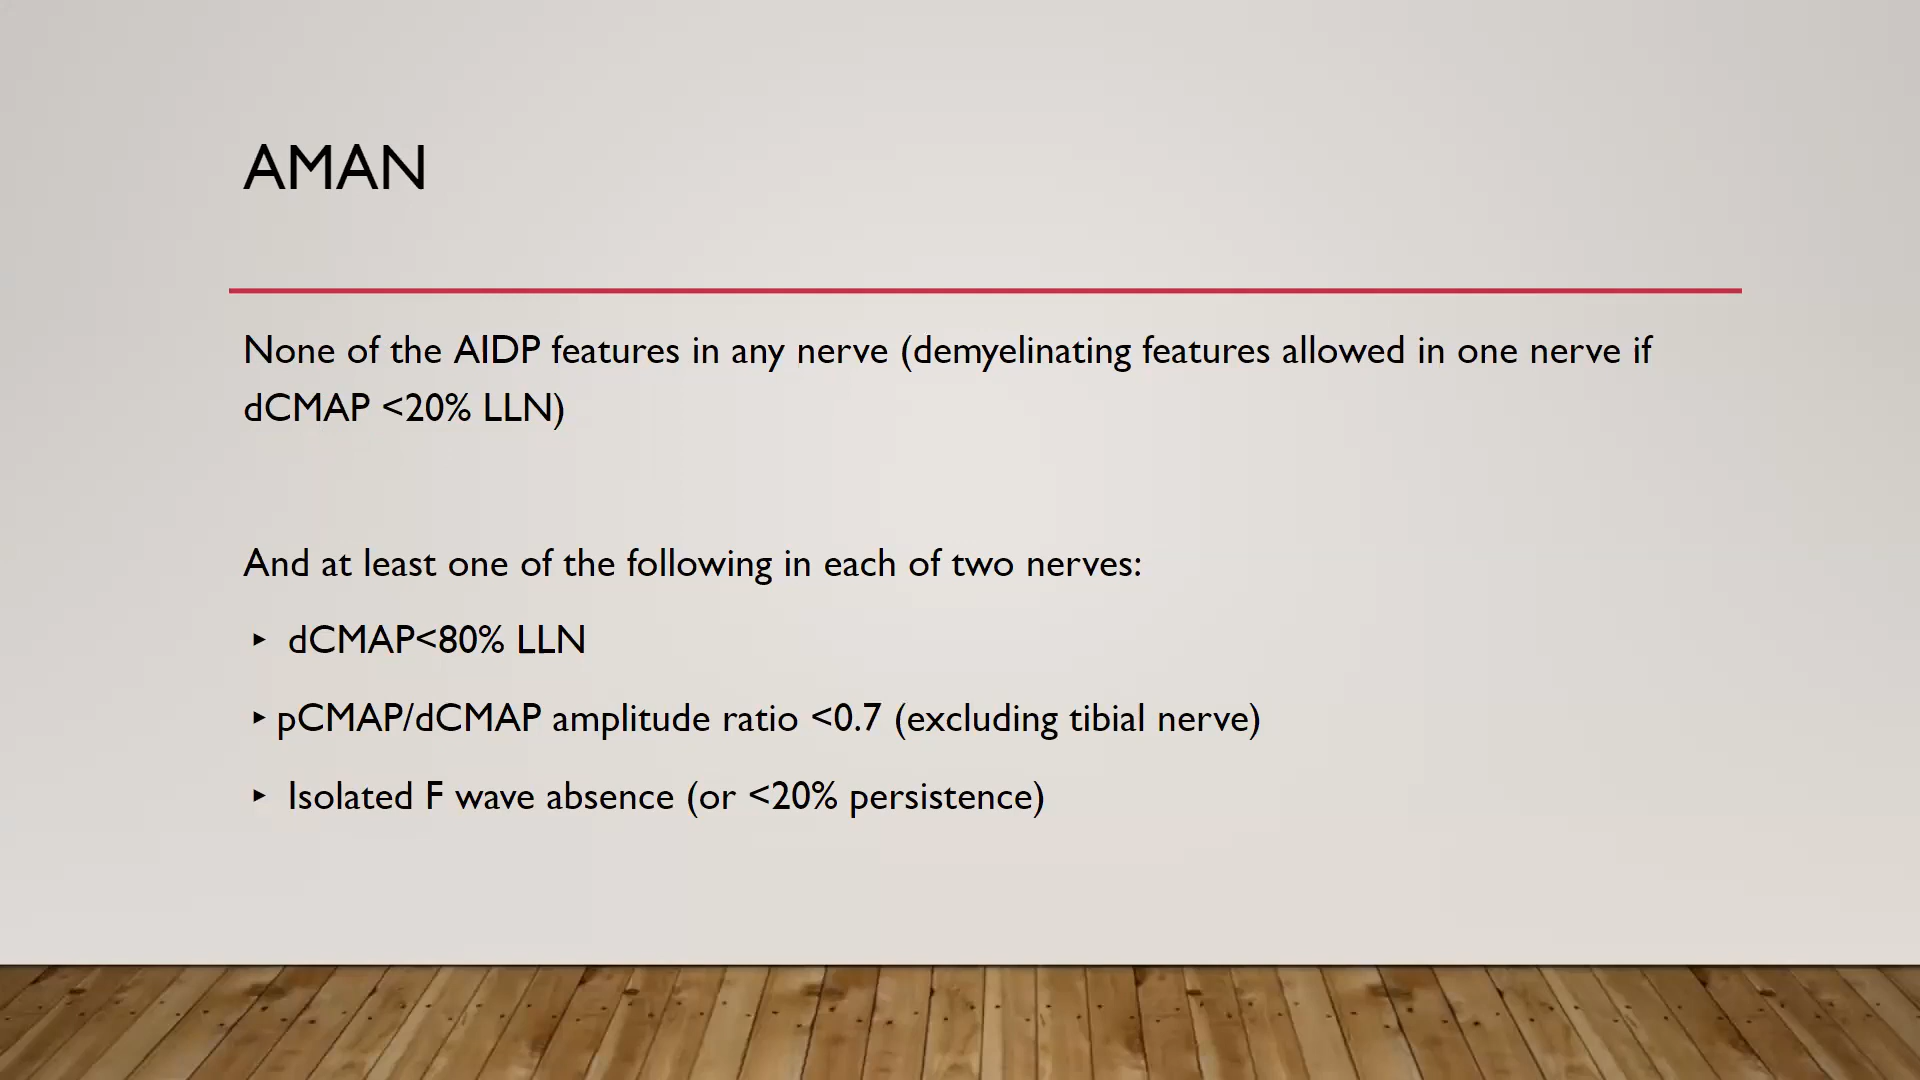 AMAN
None of the AIDP features in any nerve (demyelinating features allowed in one nerve if
dCMAP <20% LLN)
And at least one of the following in each of two nerves:
‣ dCMAP<80% LLN
‣ pCMAP/dCMAP amplitude ratio <0.7 (excluding tibial nerve)
‣ Isolated F wave absence (or <20% persistence)